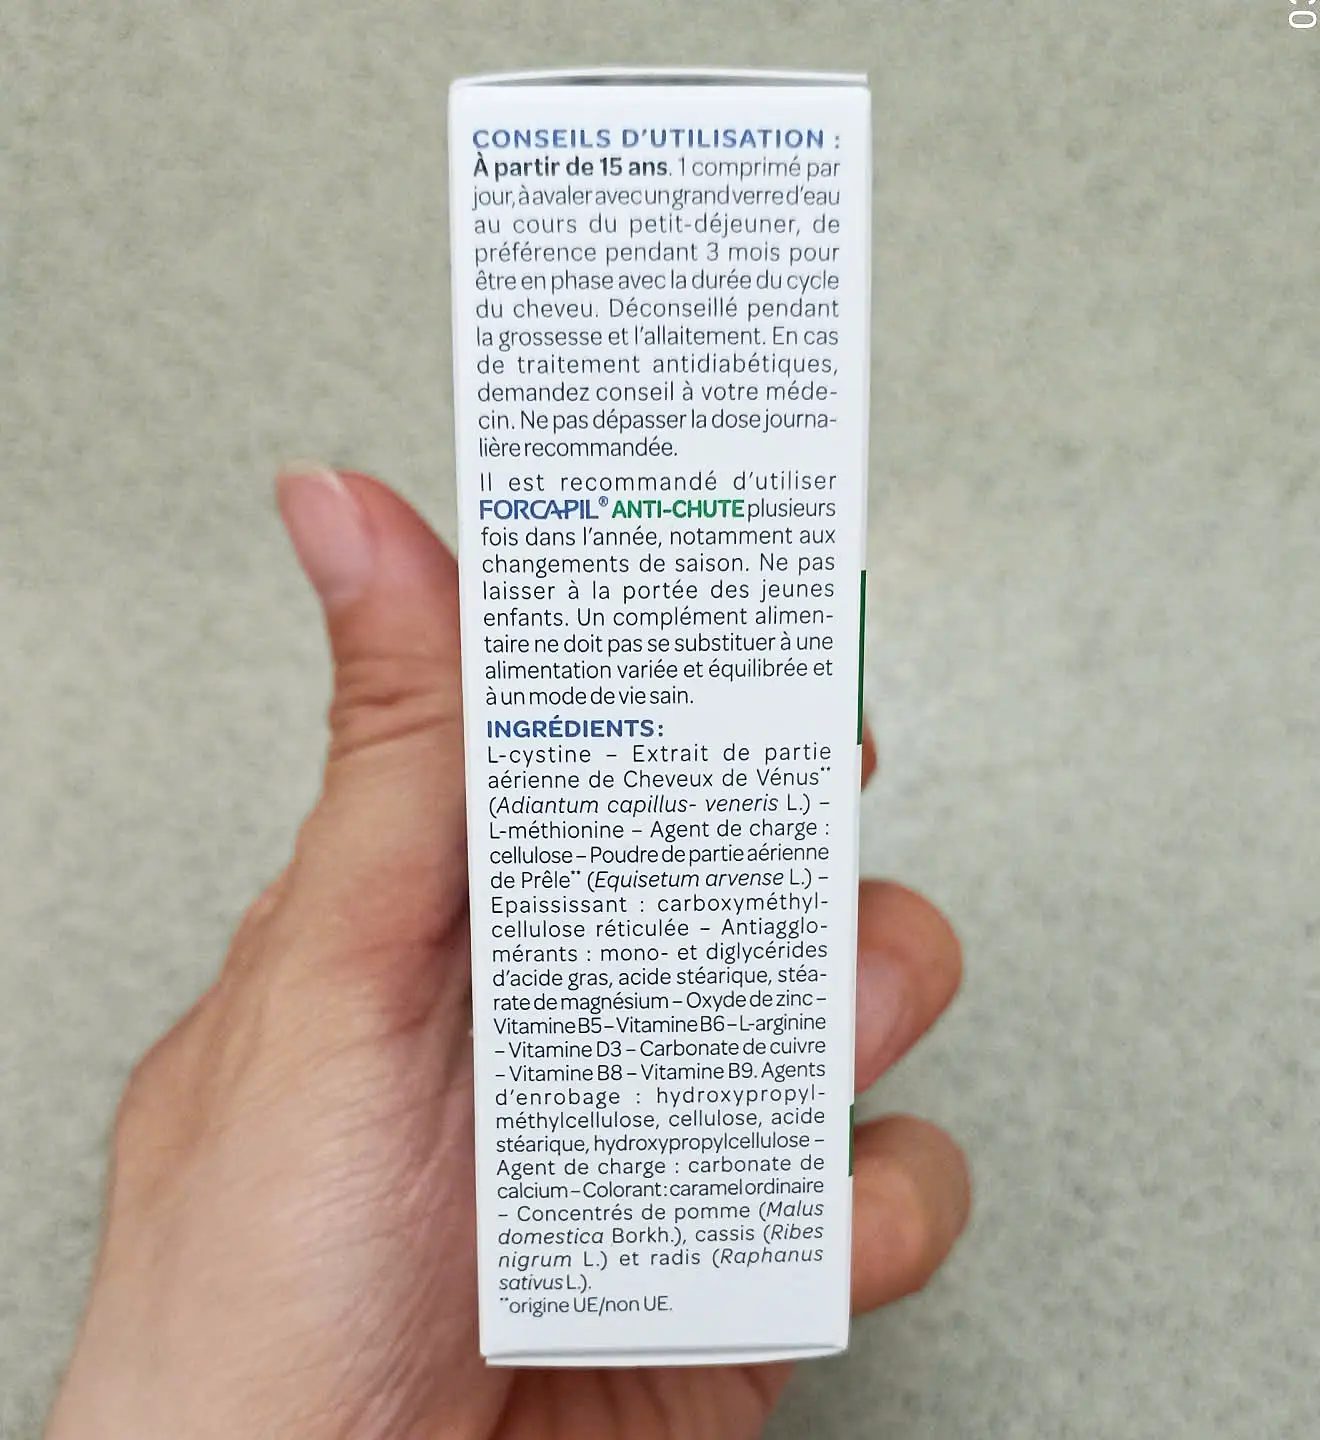 CONSEILS D'UTILISATION :
À partir de 15 ans. 1 comprimé par
jour, à avaler avec un grand verre d'eau
au cours du petit-déjeuner, de
préférence pendant 3 mois pour
être en phase avec la durée du cycle
du cheveu. Déconseillé pendant
la grossesse et l'allaitement. En cas
de traitement antidiabétiques,
demandez conseil à votre méde-
cin. Ne pas dépasser la dose journa-
lière recommandée.
Il est recommandé d'utiliser
FORCAPIL® ANTI-CHUTE plusieurs
fois dans l'année, notamment aux
changements de saison. Ne pas
laisser à la portée des jeunes
enfants. Un complément alimen-
taire ne doit pas se substituer à une
alimentation variée et équilibrée et
à un mode de vie sain.
INGRÉDIENTS :
L-cystine – Extrait de partie
aérienne de Cheveux de Vénus**
(Adiantum capillus- veneris L.) –
L-méthionine – Agent de charge :
cellulose – Poudre de partie aérienne
de Prêle** (Equisetum arvense L.) –
Epaississant : carboxyméthyl-
cellulose réticulée – Antiagglo-
mérants : mono- et diglycérides
d'acide gras, acide stéarique, stéa-
rate de magnésium – Oxyde de zinc –
Vitamine B5 – Vitamine B6 – L-arginine
– Vitamine D3 – Carbonate de cuivre
– Vitamine B8 – Vitamine B9. Agents
d'enrobage : hydroxypropyl-
méthylcellulose, cellulose, acide
stéarique, hydroxypropylcellulose –
Agent de charge : carbonate de
calcium – Colorant : caramel ordinaire
– Concentrés de pomme (Malus
domestica Borkh.), cassis (Ribes
nigrum L.) et radis (Raphanus
sativus L.).
**origine UE/non UE.